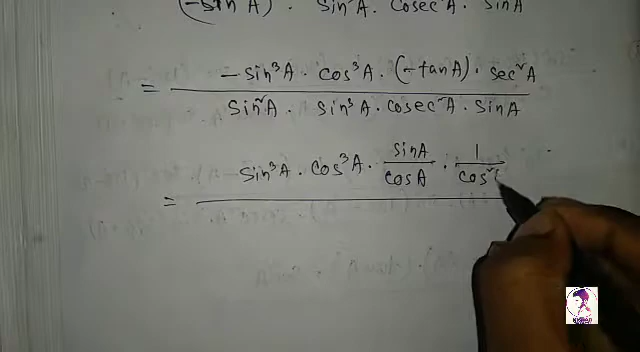 (-sin A) · sin²A · cosec²A · sinA
-sin³A · cos³A · (-tanA) · sec²A
= ―――――――――――
sin²A · sin³A · cosec²A · sinA
sin³A · cos³A · sinA/cosA · 1/cos²
=